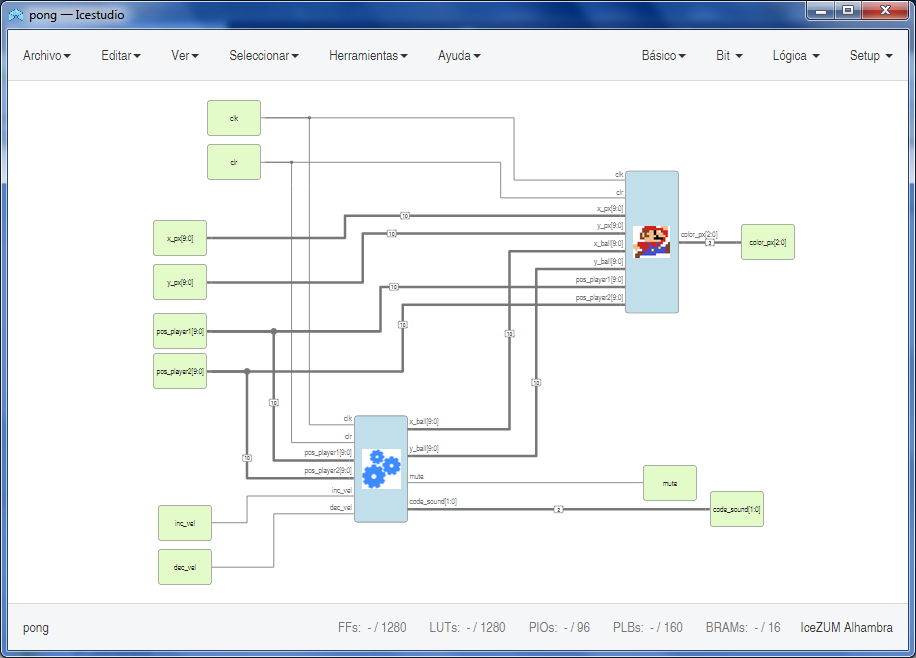 pong — Icestudio
Archivo Editar Ver Seleccionar Herramientas Ayuda Básico Bit Lógica Setup
clk
clr
x_px[9:0]
y_px[9:0]
pos_player1[9:0]
pos_player2[9:0]
inc_vel
dec_vel
clk
clr
x_px[9:0]
y_px[9:0]
x_ball[9:0]
y_ball[9:0]
pos_player1[9:0]
pos_player2[9:0]
color_px[2:0]
3
color_px[2:0]
10
10
10
10
10
10
10
10
clk
clr
pos_player1[9:0]
pos_player2[9:0]
inc_vel
dec_vel
x_ball[9:0]
y_ball[9:0]
mute
code_sound[1:0]
2
mute
code_sound[1:0]
pong FFs: - / 1280 LUTs: - / 1280 PIOs: - / 96 PLBs: - / 160 BRAMs: - / 16 IceZUM Alhambra